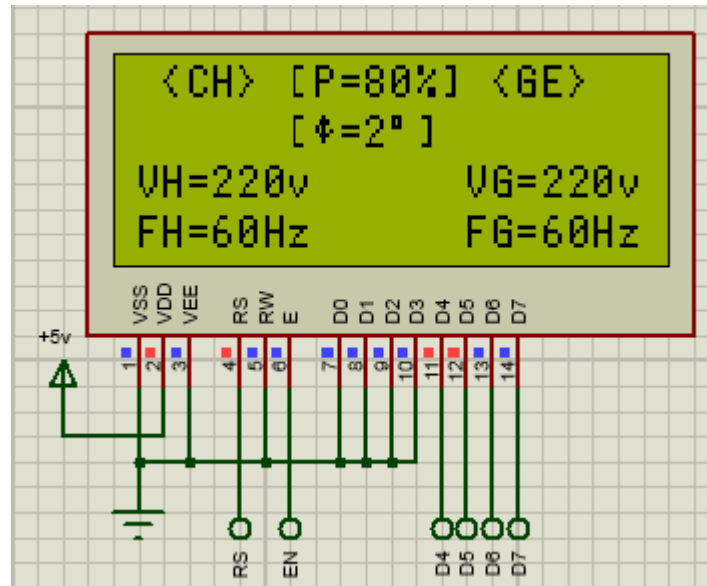 <CH> [P=80%] <GE>
[¢=2º ]
VH=220v VG=220v
FH=60Hz FG=60Hz
VSS VDD VEE RS RW E D0 D1 D2 D3 D4 D5 D6 D7
+5v
1 2 3 4 5 6 7 8 9 10 11 12 13 14
RS EN D4 D5 D6 D7